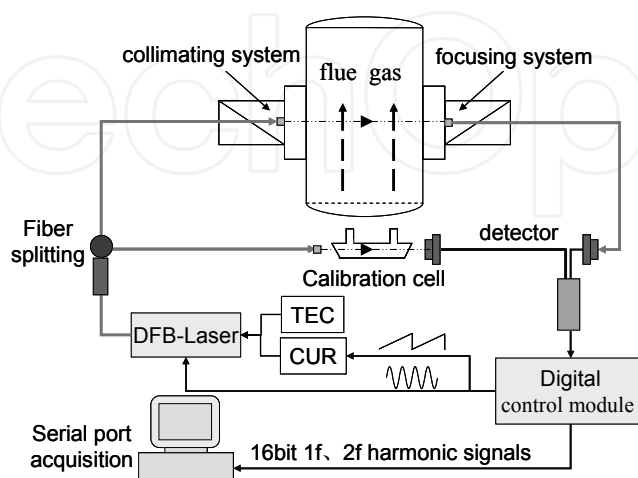 collimating system
focusing system
flue gas
Fiber
splitting
detector
Calibration cell
DFB-Laser
TEC
CUR
Digital
control module
Serial port
acquisition
16bit 1f、2f harmonic signals